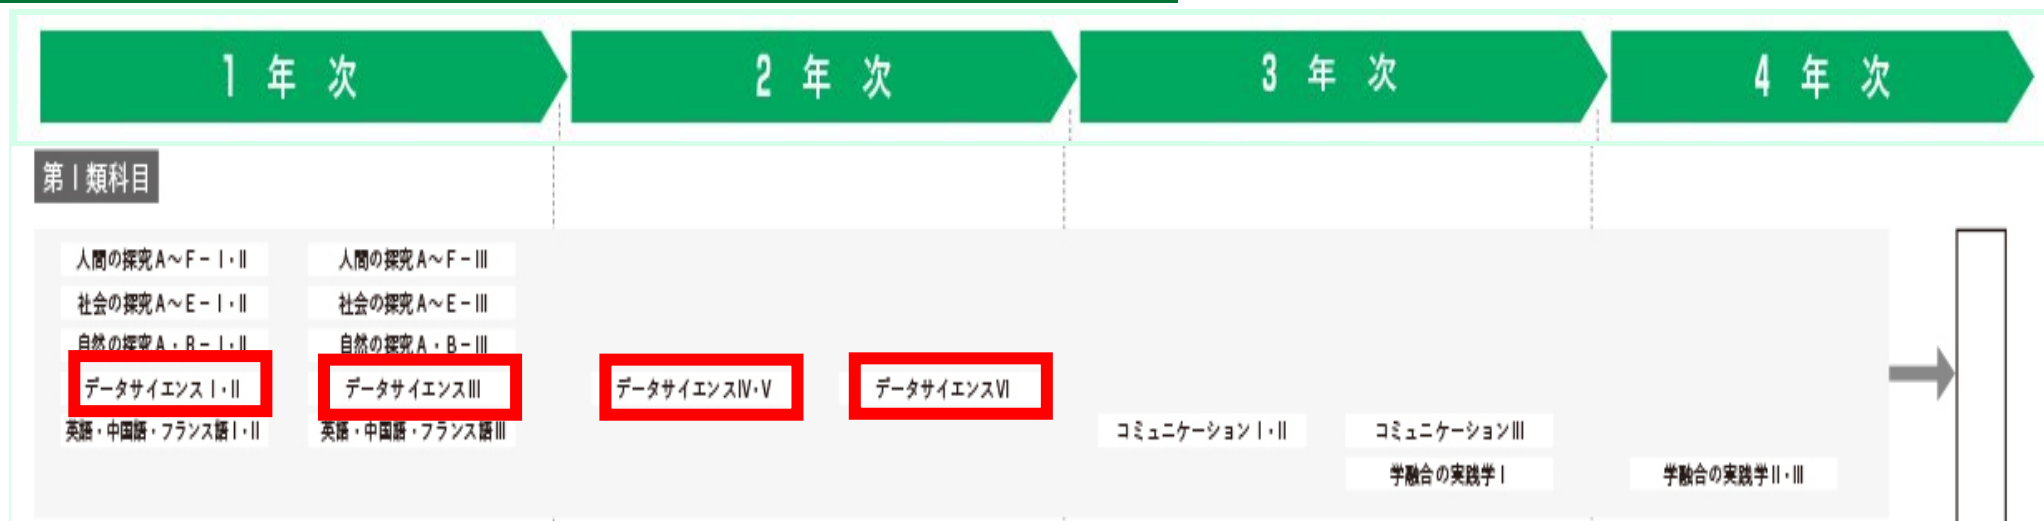 1年次
2年次
3年次
4年次
第Ⅰ類科目
人間の探究A～F－Ⅰ・Ⅱ
人間の探究A～F－Ⅲ
社会の探究A～E－Ⅰ・Ⅱ
社会の探究A～E－Ⅲ
自然の探究A・B－Ⅰ・Ⅱ
自然の探究A・B－Ⅲ
データサイエンスⅠ・Ⅱ
データサイエンスⅢ
データサイエンスⅣ・Ⅴ
データサイエンスⅥ
英語・中国語・フランス語Ⅰ・Ⅱ
英語・中国語・フランス語Ⅲ
コミュニケーションⅠ・Ⅱ
コミュニケーションⅢ
学融合の実践学Ⅰ
学融合の実践学Ⅱ・Ⅲ